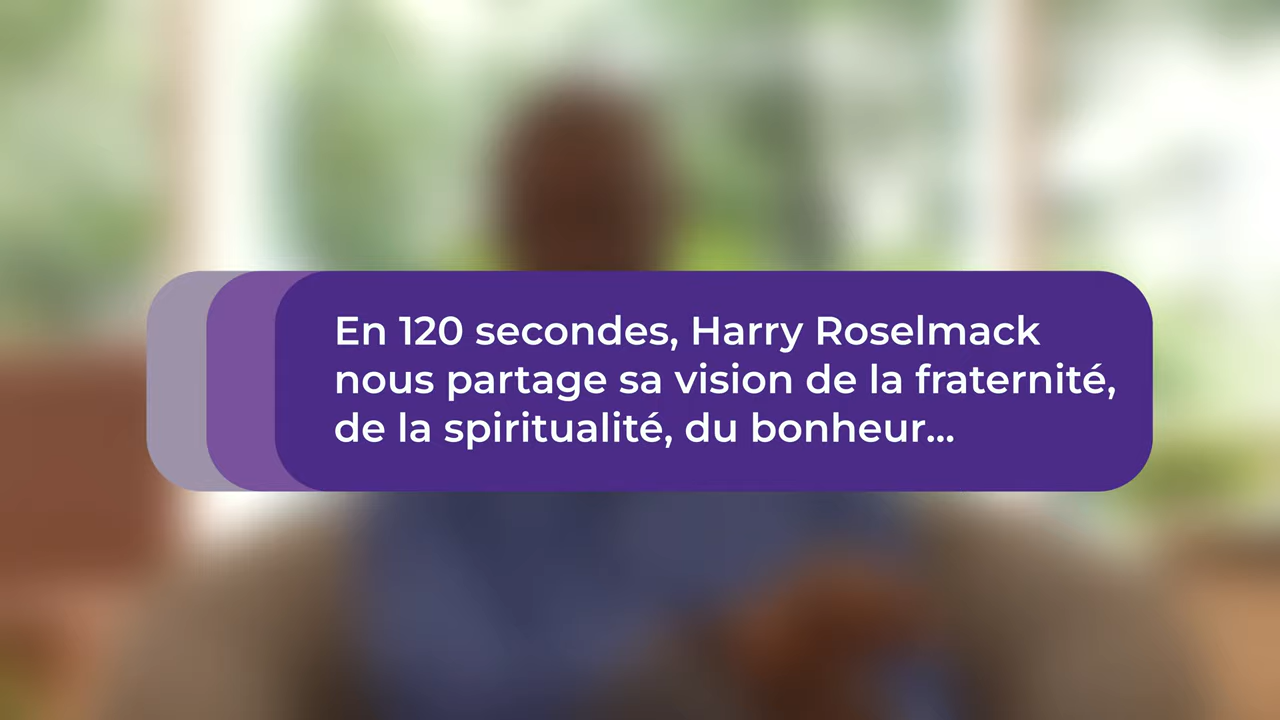 En 120 secondes, Harry Roselmack
nous partage sa vision de la fraternité,
de la spiritualité, du bonheur...